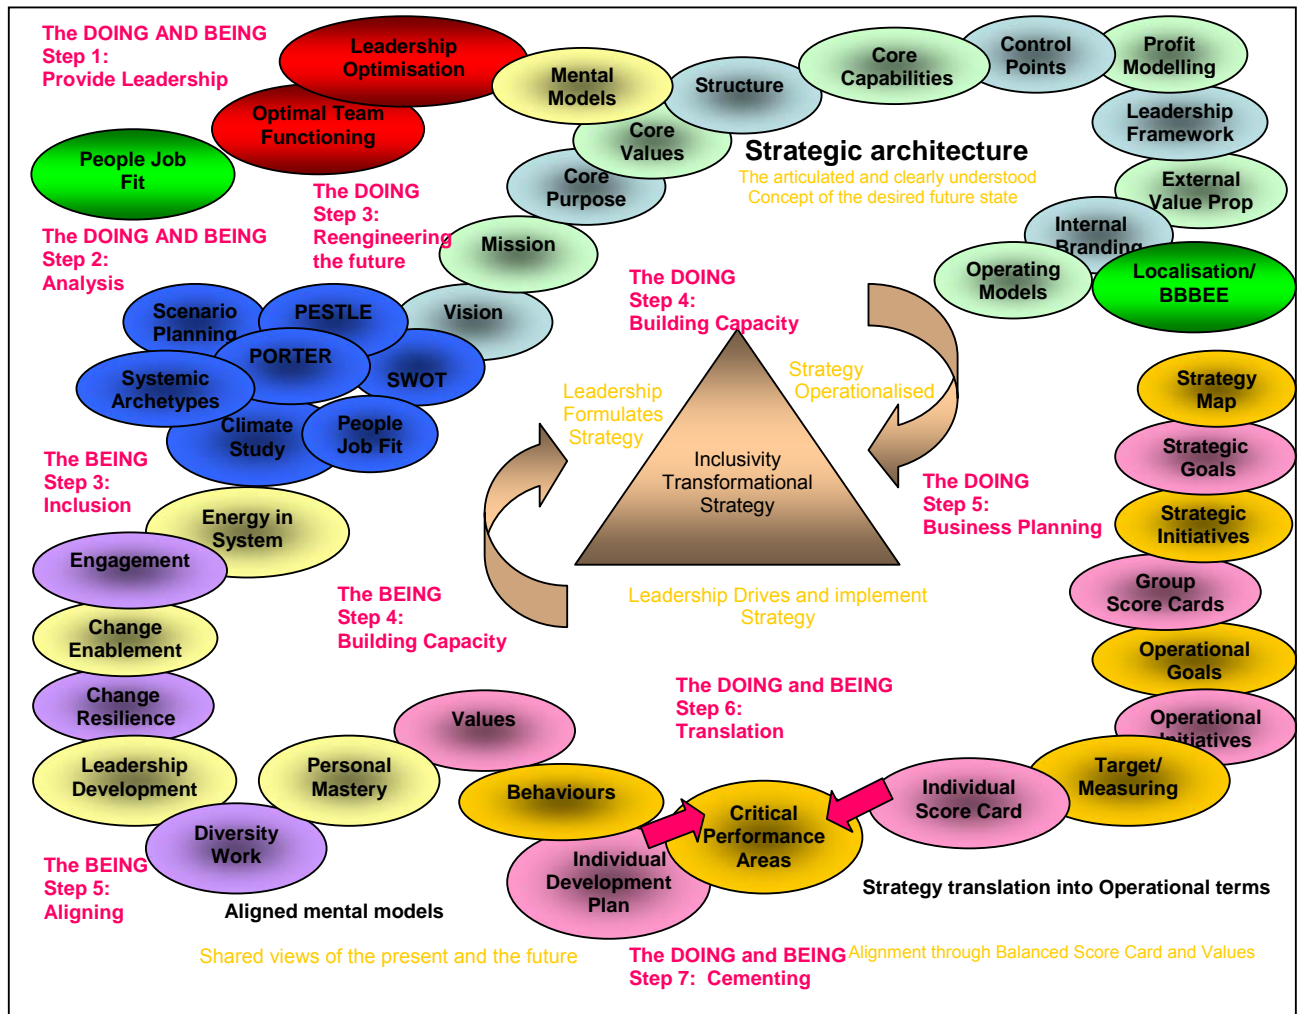 The DOING AND BEING
Step 1:
Provide Leadership
Leadership
Optimisation
Optimal Team
Functioning
People Job
Fit
Mental
Models
Structure
Core
Capabilities
Control
Points
Profit
Modelling
Leadership
Framework
External
Value Prop
Internal
Branding
Operating
Models
Localisation/
BBBEE
Core
Values
Core
Purpose
Mission
Vision
Strategic architecture
The articulated and clearly understood
Concept of the desired future state
The DOING
Step 3:
Reengineering
the future
The DOING AND BEING
Step 2:
Analysis
Scenario
Planning
PESTLE
PORTER
SWOT
Systemic
Archetypes
Climate
Study
People
Job Fit
The DOING
Step 4:
Building Capacity
Leadership
Formulates
Strategy
Strategy
Operationalised
Inclusivity
Transformational
Strategy
Leadership Drives and implement
Strategy
The BEING
Step 3:
Inclusion
Energy in
System
Engagement
Change
Enablement
Change
Resilience
Leadership
Development
Diversity
Work
Personal
Mastery
Values
Behaviours
Individual
Development
Plan
Critical
Performance
Areas
Individual
Score Card
Target/
Measuring
Operational
Initiatives
Operational
Goals
Group
Score Cards
Strategic
Initiatives
Strategic
Goals
Strategy
Map
The DOING
Step 5:
Business Planning
The BEING
Step 4:
Building Capacity
The DOING and BEING
Step 6:
Translation
The BEING
Step 5:
Aligning
Aligned mental models
Shared views of the present and the future
Strategy translation into Operational terms
Alignment through Balanced Score Card and Values
The DOING and BEING
Step 7: Cementing